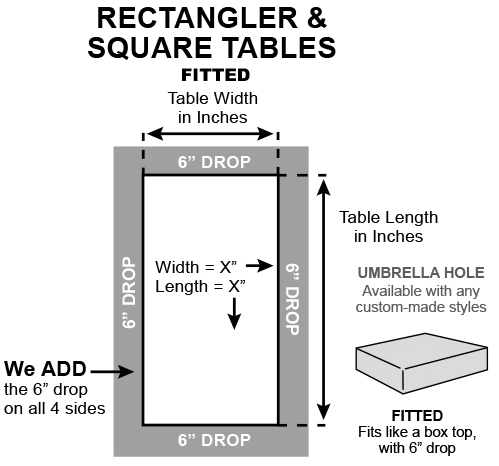 RECTANGLER &
SQUARE TABLES
FITTED
Table Width
in Inches
6” DROP
Table Length
in Inches
6” DROP
Width = X”
Length = X”
6” DROP
UMBRELLA HOLE
Available with any
custom-made styles
We ADD
the 6” drop
on all 4 sides
6” DROP
FITTED
Fits like a box top,
with 6” drop